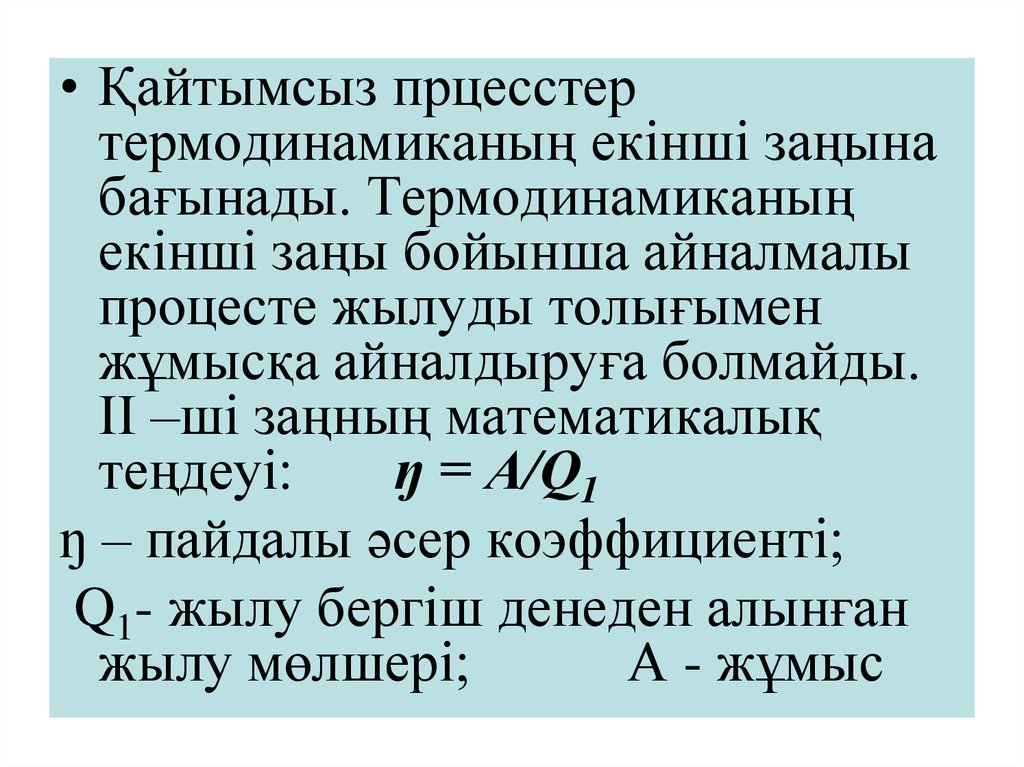 • Қайтымсыз прцесстер
термодинамиканың екінші заңына
бағынады. Термодинамиканың
екінші заңы бойынша айналмалы
процесте жылуды толығымен
жұмысқа айналдыруға болмайды.
II –ші заңның математикалық
теңдеуі: ŋ = A/Q₁
ŋ – пайдалы әсер коэффициенті;
Q₁- жылу бергіш денеден алынған
жылу мөлшері; А - жұмыс